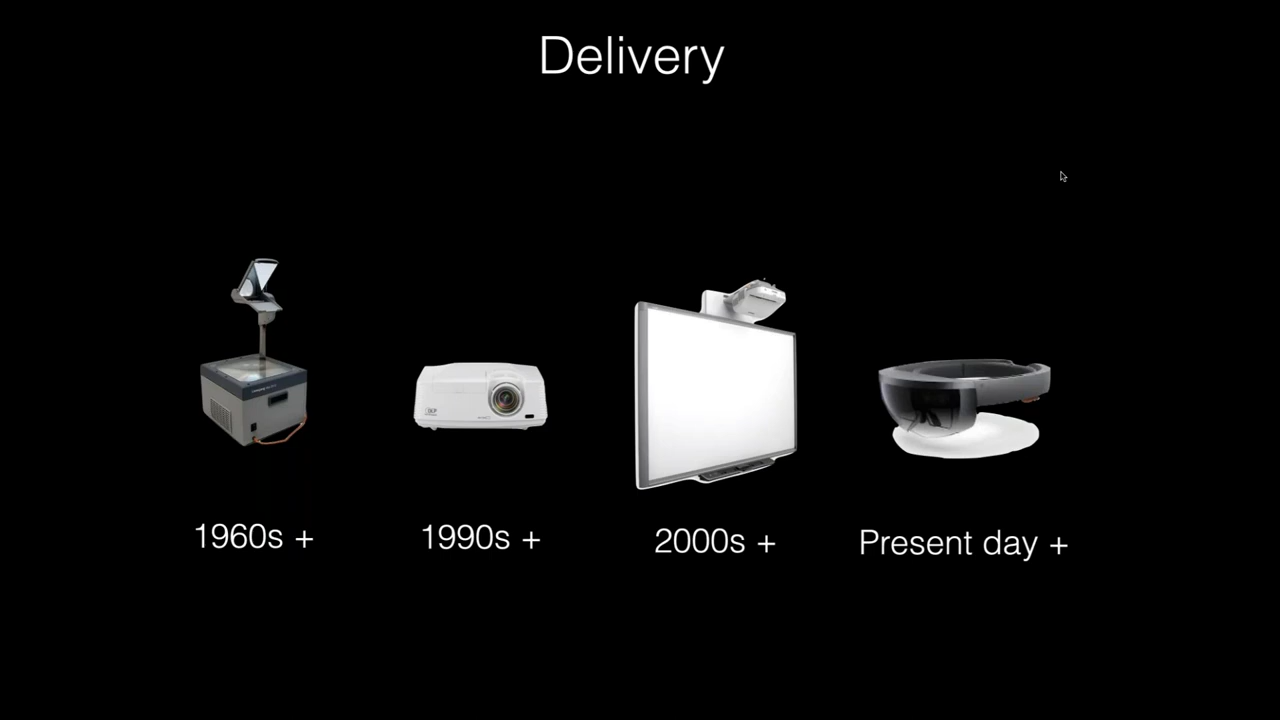 Delivery
1960s +
1990s +
2000s +
Present day +